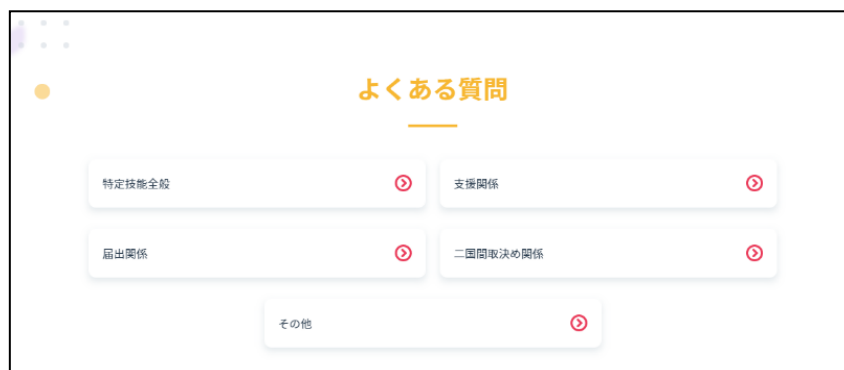 よくある質問
特定技能全般
支援関係
届出関係
二国間取決め関係
その他